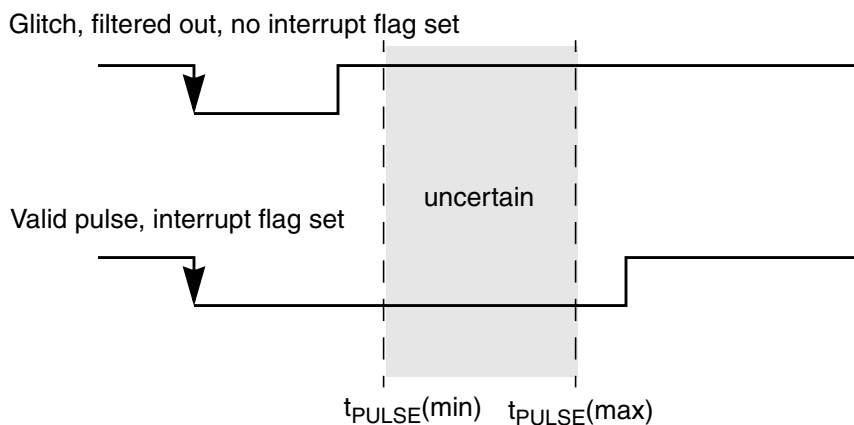 Glitch, filtered out, no interrupt flag set
uncertain
Valid pulse, interrupt flag set
tPULSE(min) tPULSE(max)